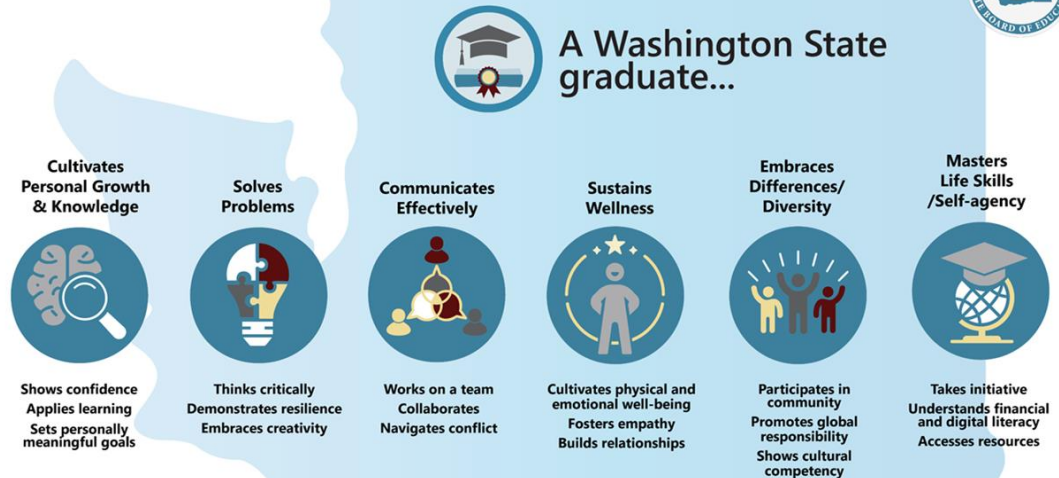 A Washington State
graduate...
Cultivates
Personal Growth
& Knowledge
Shows confidence
Applies learning
Sets personally
meaningful goals
Solves
Problems
Thinks critically
Demonstrates resilience
Embraces creativity
Communicates
Effectively
Works on a team
Collaborates
Navigates conflict
Sustains
Wellness
Cultivates physical and
emotional well-being
Fosters empathy
Builds relationships
Embraces
Differences/
Diversity
Participates in
community
Promotes global
responsibility
Shows cultural
competency
Masters
Life Skills
/Self-agency
Takes initiative
Understands financial
and digital literacy
Accesses resources
BOARD OF